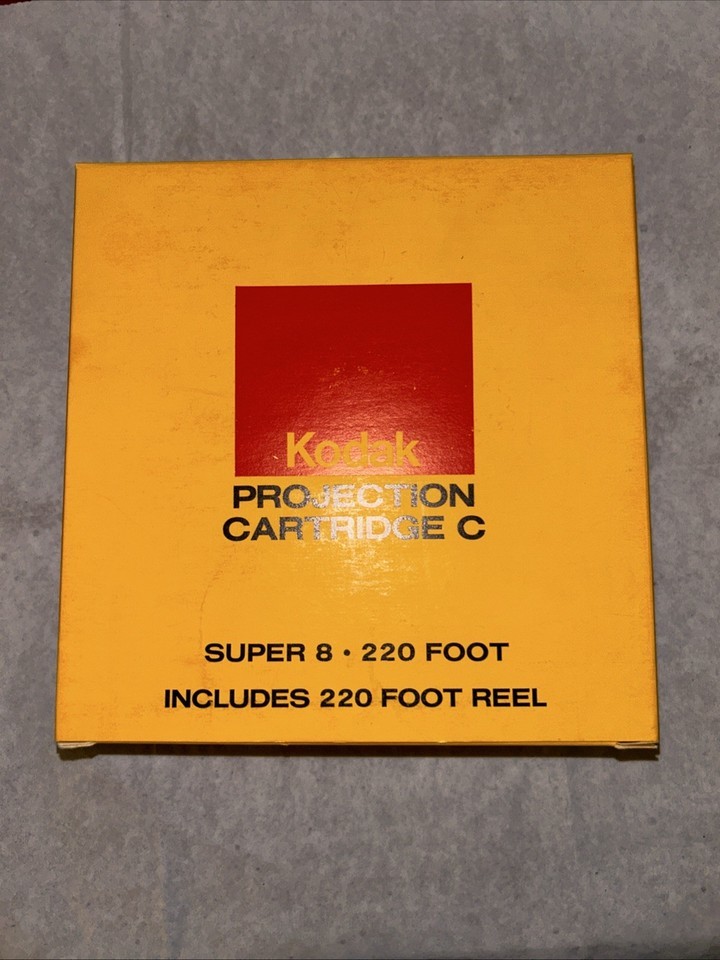 Kodak
PROJECTION
CARTRIDGE C
SUPER 8 • 220 FOOT
INCLUDES 220 FOOT REEL